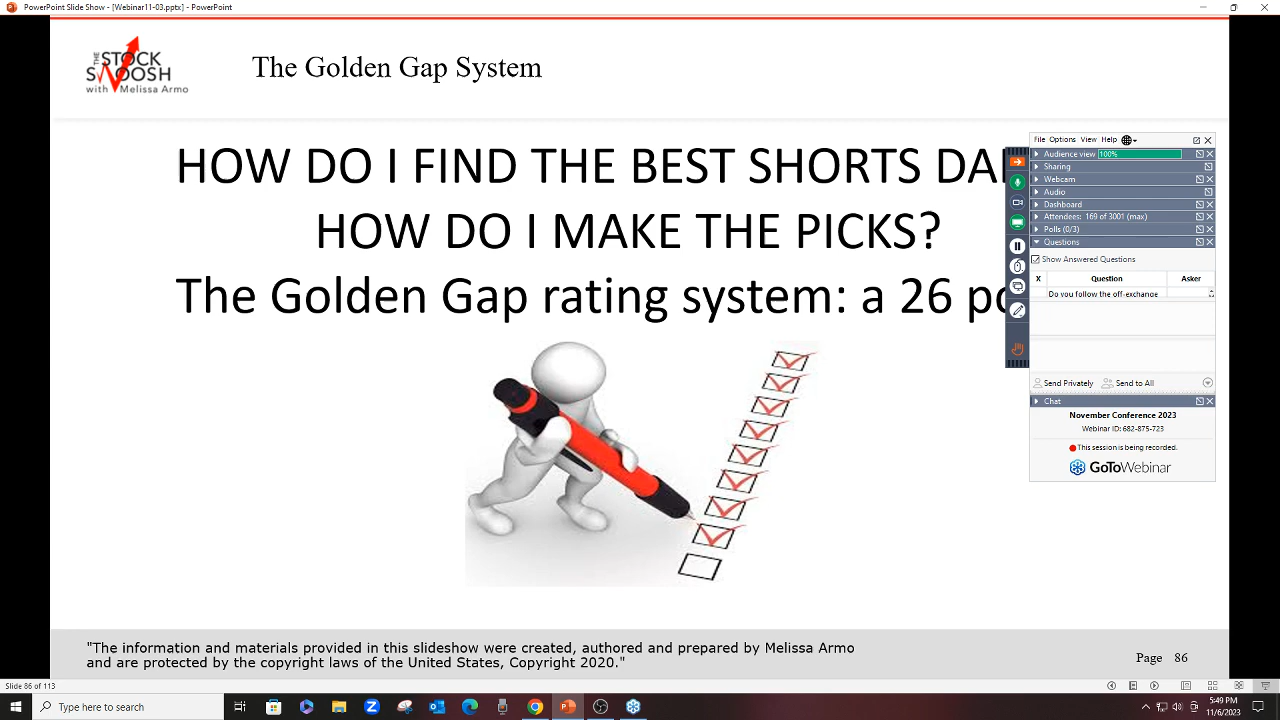 PowerPoint Slide Show - [Webinar11-03.pptx] - PowerPoint
THE STOCK
SWOOSH
with Melissa Armo
The Golden Gap System
HOW DO I FIND THE BEST SHORTS
HOW DO I MAKE THE PICKS?
The Golden Gap rating system: a 26
File Options View Help
Audience view 100%
Sharing
Webcam
Audio
Dashboard
Attendees: 169 of 3001 (max)
Polls (0/3)
Questions
Show Answered Questions
X Question Asker
Do you follow the off-exchange
Send Privately Send to All
Chat
November Conference 2023
Webinar ID: 682-875-723
This session is being recorded.
GoToWebinar
"The information and materials provided in this slideshow were created, authored and prepared by Melissa Armo
and are protected by the copyright laws of the United States, Copyright 2020."
Page 86
Slide 86 of 113
Type here to search
5:49 PM
11/6/2023